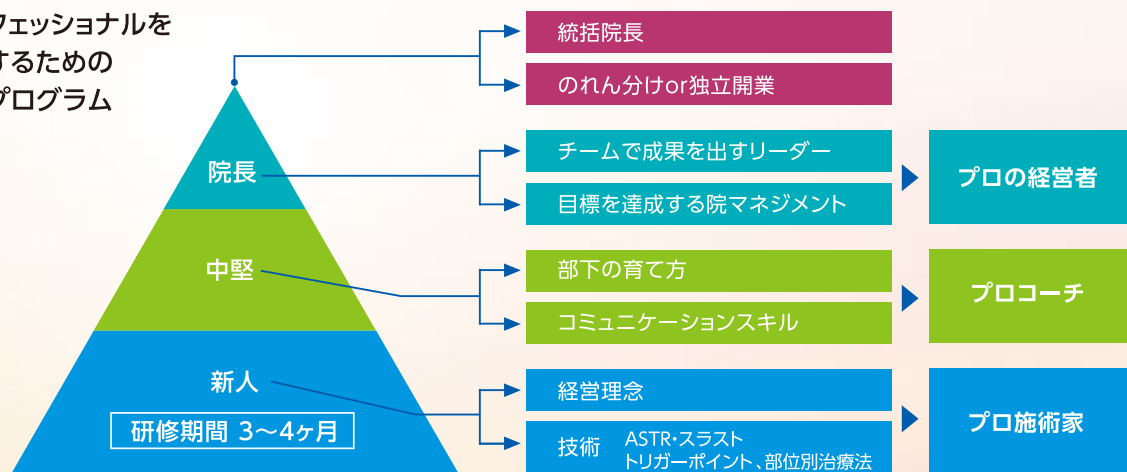 フェッショナルを
するための
プログラム
統括院長
のれん分けor独立開業
院長
チームで成果を出すリーダー
目標を達成する院マネジメント
プロの経営者
中堅
部下の育て方
コミュニケーションスキル
プロコーチ
新人
研修期間 3〜4ヶ月
経営理念
技術 ASTR・スラスト
トリガーポイント、部位別治療法
プロ施術家